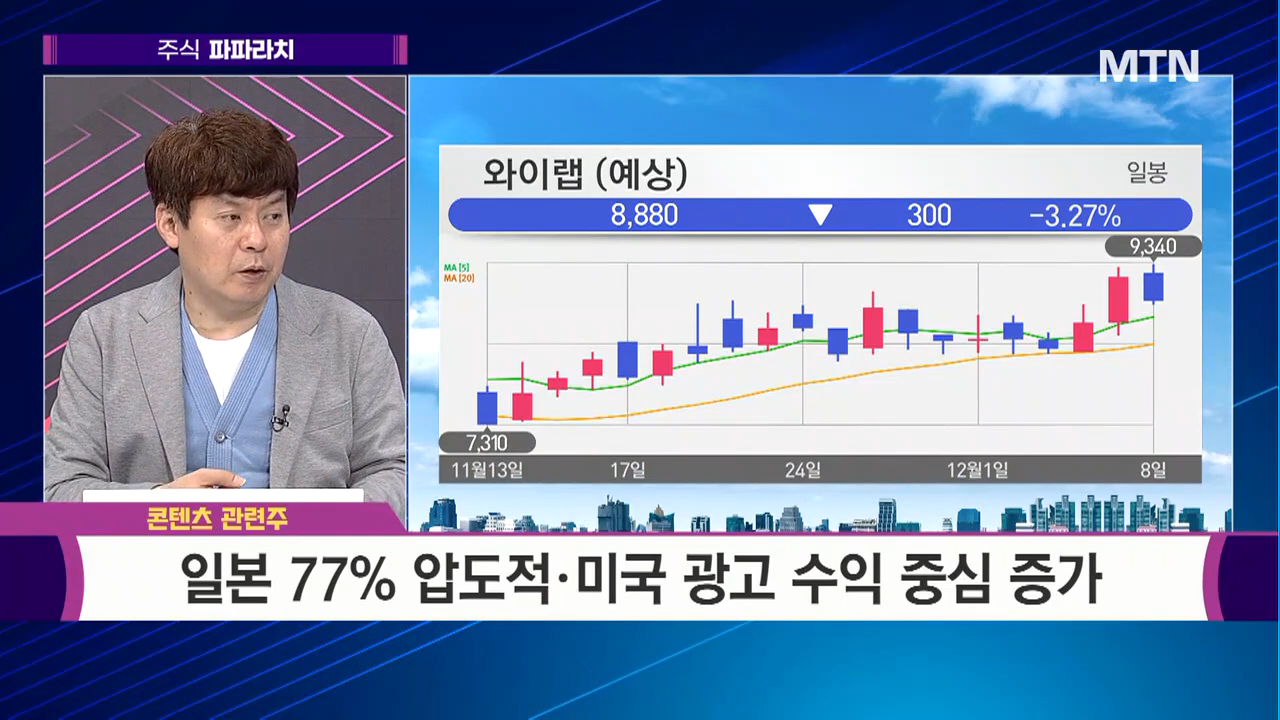 주식 파파라치
MTN
와이랩 (예상)
일봉
8,880 ▼ 300 -3.27%
9,340
MA [5]
MA [20]
7,310
11월13일 17일 24일 12월1일 8일
콘텐츠 관련주
일본 77% 압도적·미국 광고 수익 중심 증가